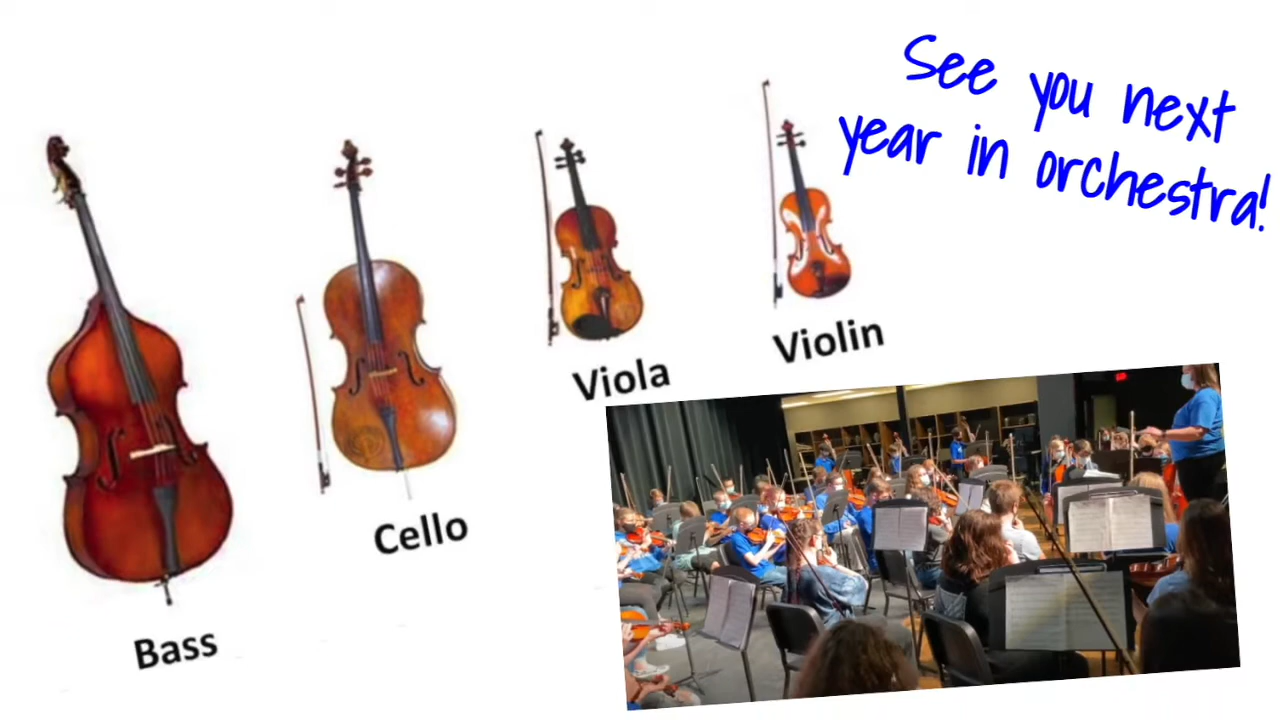 See you next
year in orchestra!
Violin
Viola
Cello
Bass